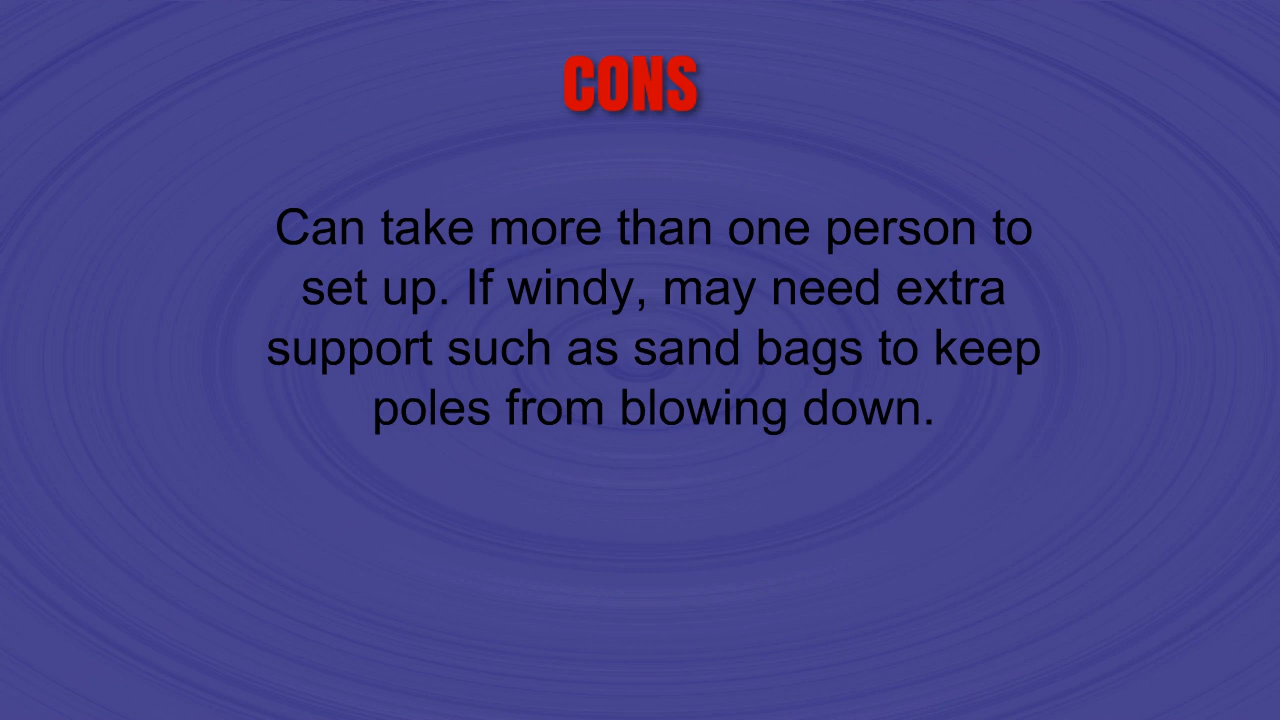 CONS
Can take more than one person to
set up. If windy, may need extra
support such as sand bags to keep
poles from blowing down.